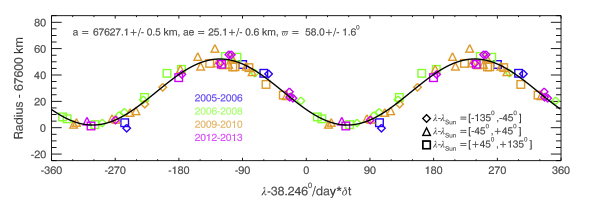 a = 67627.1+/- 0.5 km, ae = 25.1+/- 0.6 km, ϖ = 58.0+/- 1.6°
Radius - 67600 km
80
60
40
20
0
-20
2005-2006
2006-2008
2009-2010
2012-2013
λ-λSun = [-135°,-45°]
λ-λSun = [-45°,+45°]
λ-λSun = [+45°,+135°]
-360 -270 -180 -90 0 90 180 270 360
λ-38.246°/day*δt